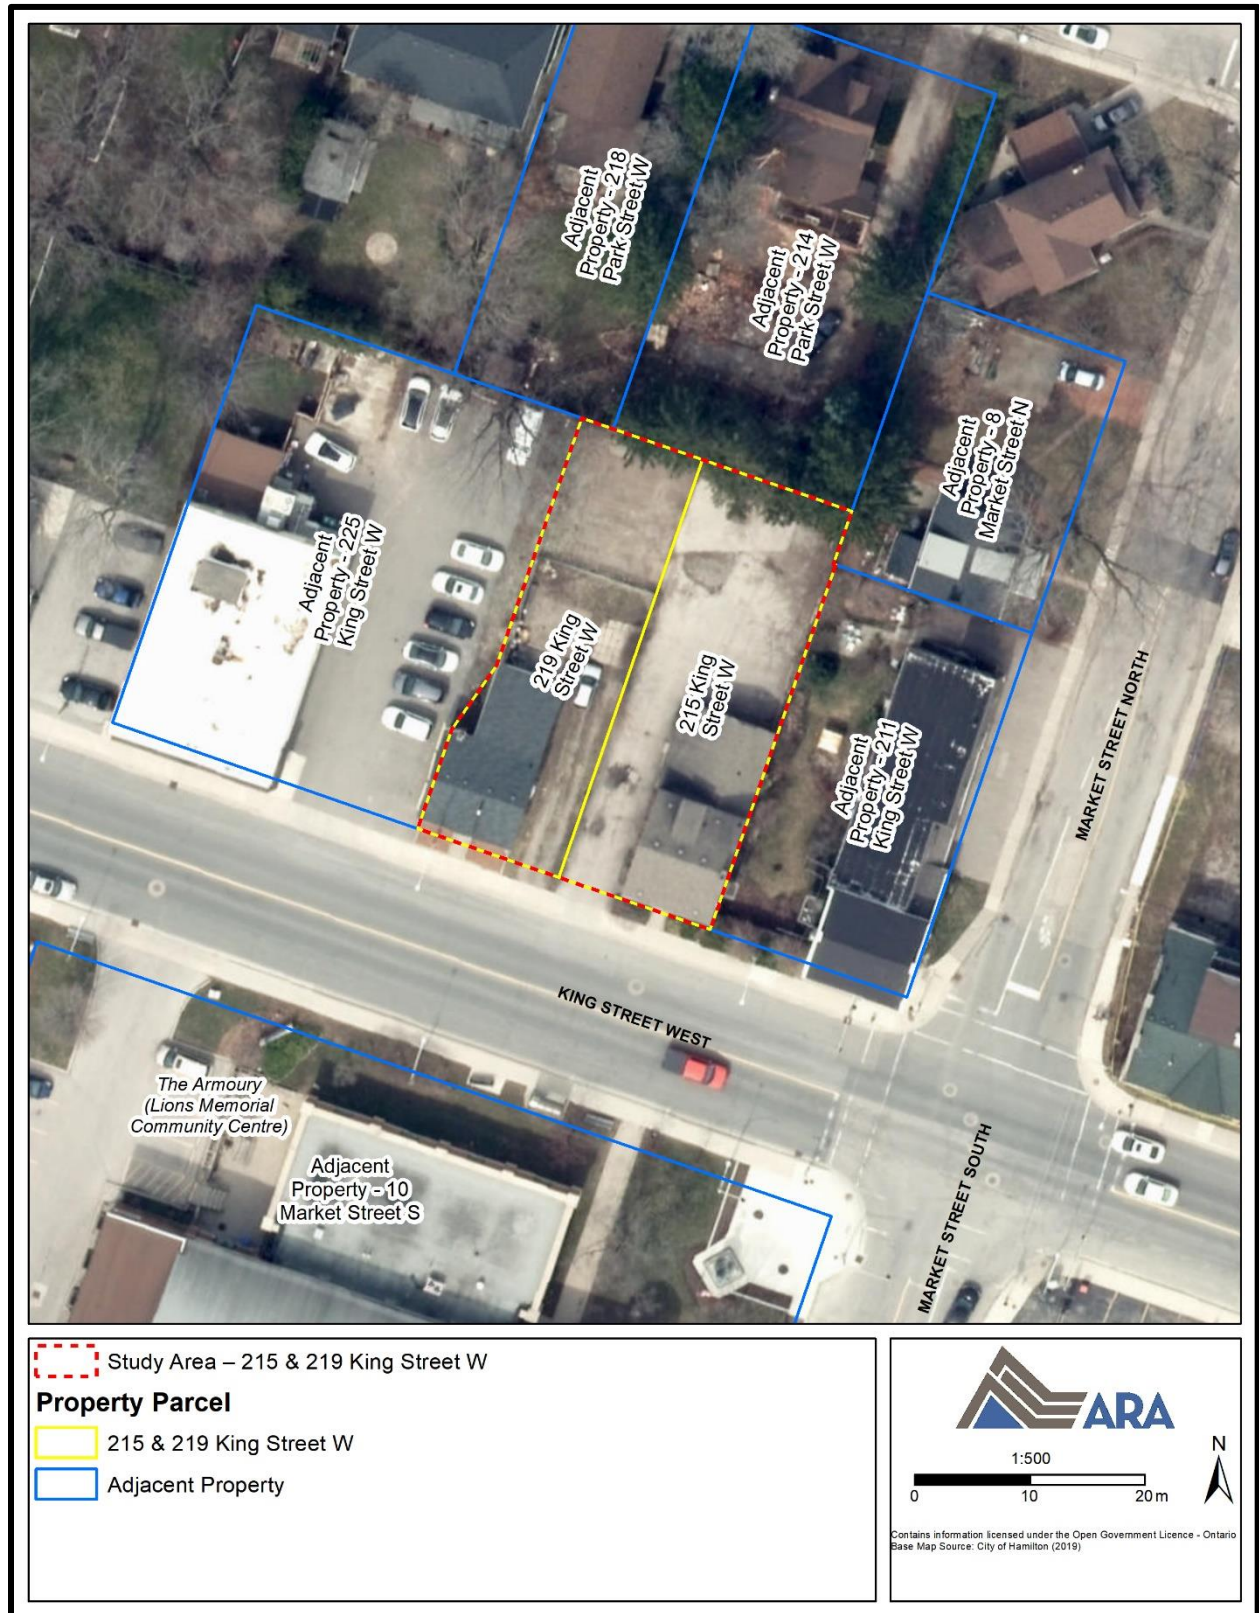 Adjacent
Property - 218
Park Street W
Adjacent
Property - 214
Park Street W
Adjacent
Property - 8
Market Street N
Adjacent
Property - 225
King Street W
219 King
Street W
215 King
Street W
Adjacent
Property - 211
King Street W
MARKET STREET NORTH
KING STREET WEST
MARKET STREET SOUTH
The Armoury
(Lions Memorial
Community Centre)
Adjacent
Property - 10
Market Street S
Study Area – 215 & 219 King Street W
Property Parcel
215 & 219 King Street W
Adjacent Property
ARA
1:500
N
0 10 20 m
Contains information licensed under the Open Government Licence - Ontario
Base Map Source: City of Hamilton (2019)